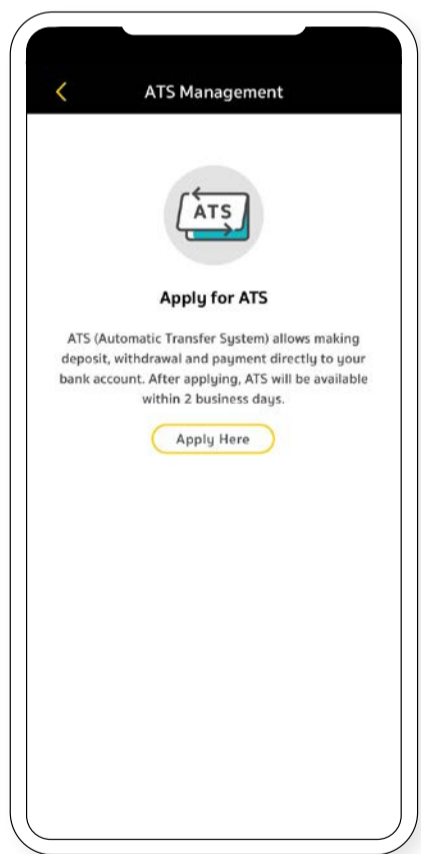 ATS Management
ATS
Apply for ATS
ATS (Automatic Transfer System) allows making
deposit, withdrawal and payment directly to your
bank account. After applying, ATS will be available
within 2 business days.
Apply Here